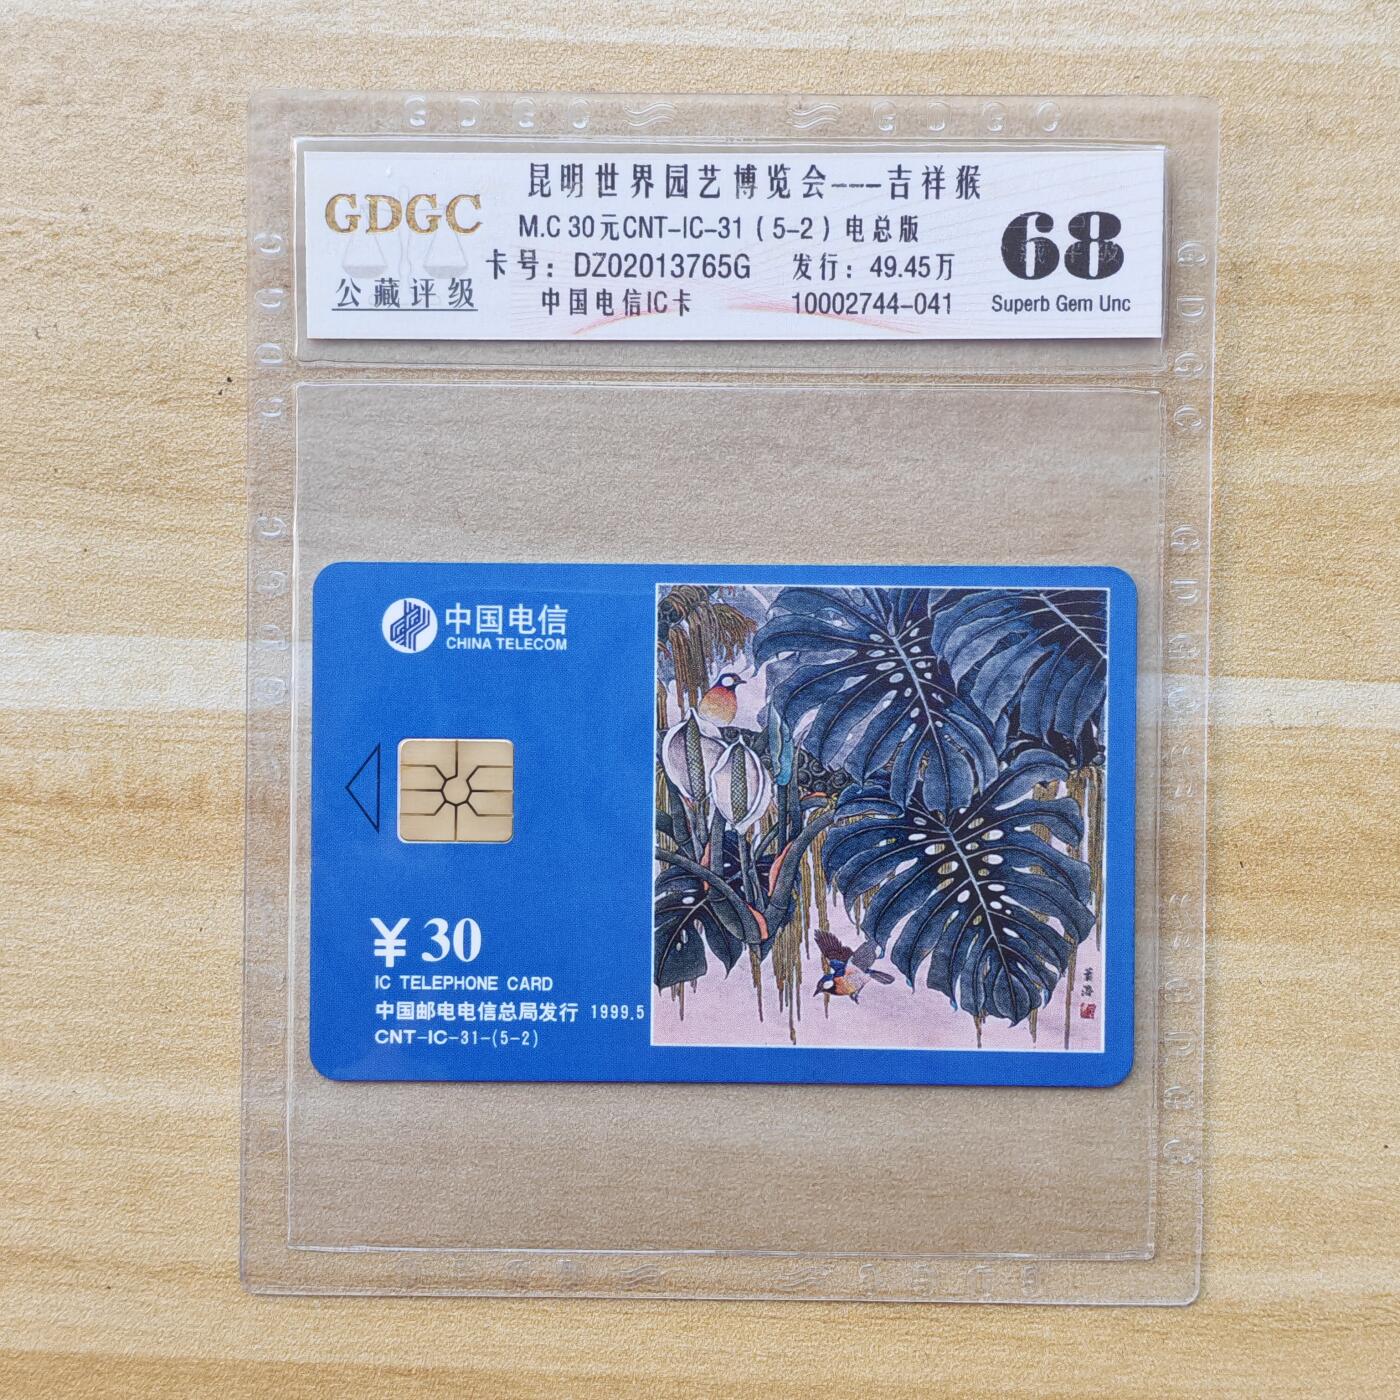 昆明世界园艺博览会---吉祥猴
GDGC
公藏评级
M.C 30元CNT-IC-31（5-2）电总版
卡号：DZ02013765G 发行：49.45万
中国电信IC卡 10002744-041
68
Superb Gem Unc
中国电信
CHINA TELECOM
¥30
IC TELEPHONE CARD
中国邮电电信总局发行 1999.5
CNT-IC-31-(5-2)